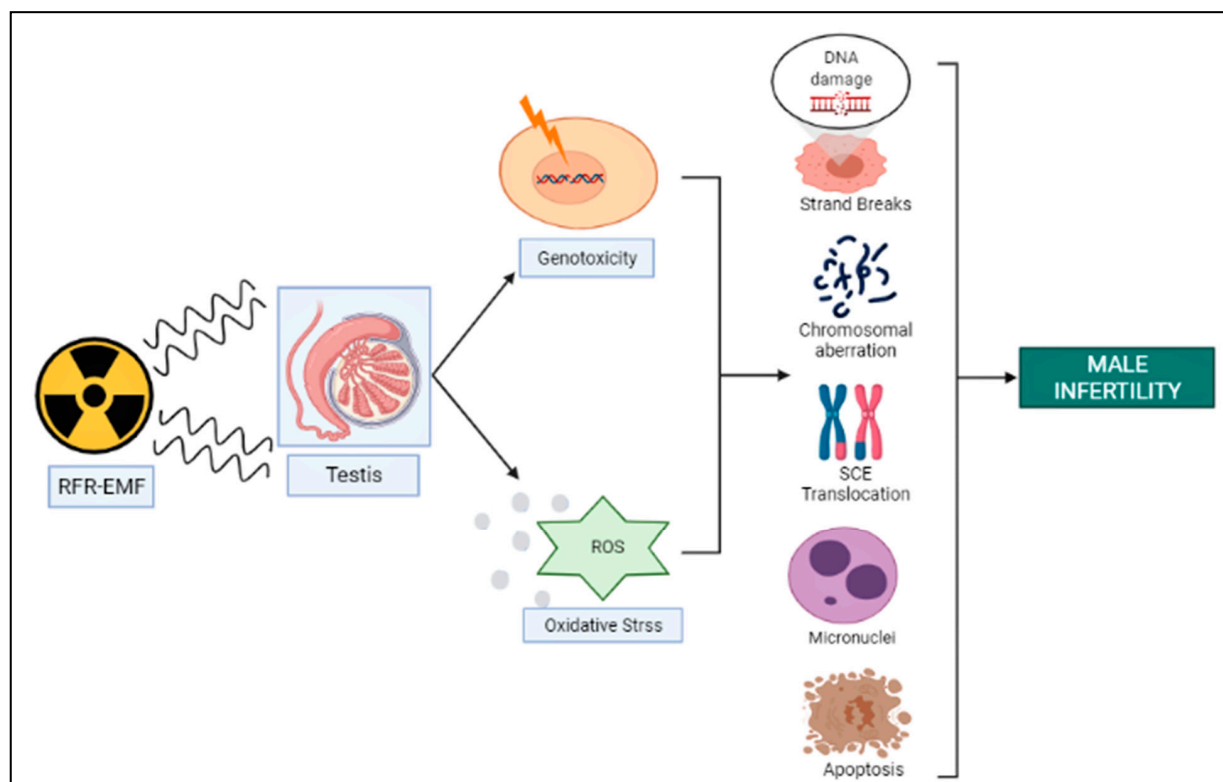 RFR-EMF
Testis
Genotoxicity
ROS
Oxidative Strss
DNA
damage
Strand Breaks
Chromosomal
aberration
SCE
Translocation
Micronuclei
Apoptosis
MALE
INFERTILITY